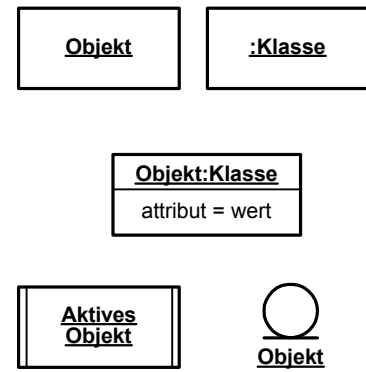 Objekt
:Klasse
Objekt:Klasse
attribut = wert
Aktives
Objekt
Objekt